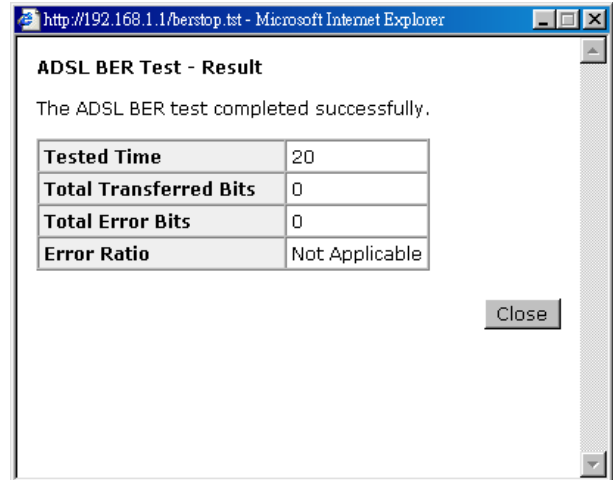 http://192.168.1.1/berstop.tst - Microsoft Internet Explorer
ADSL BER Test - Result
The ADSL BER test completed successfully.
Tested Time 20
Total Transferred Bits 0
Total Error Bits 0
Error Ratio Not Applicable
Close